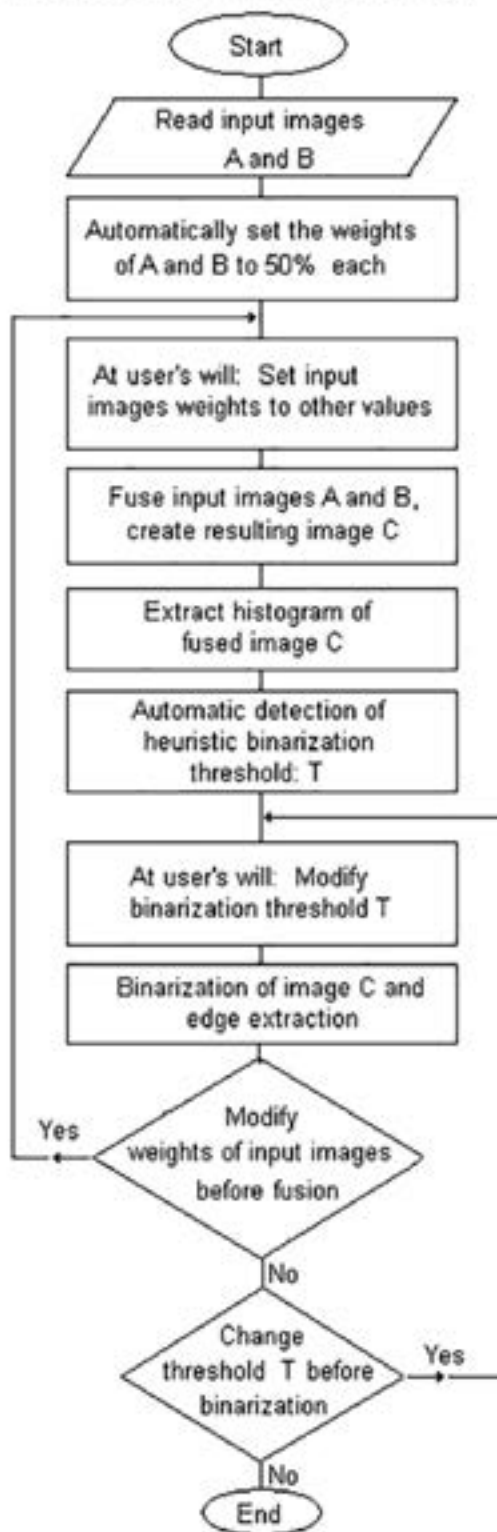 Start
Read input images
A and B
Automatically set the weights
of A and B to 50% each
At user's will: Set input
images weights to other values
Fuse input images A and B,
create resulting image C
Extract histogram of
fused image C
Automatic detection of
heuristic binarization
threshold: T
At user's will: Modify
binarization threshold T
Binarization of image C and
edge extraction
Modify
weights of input images
before fusion
Yes
No
Change
threshold T before
binarization
Yes
No
End